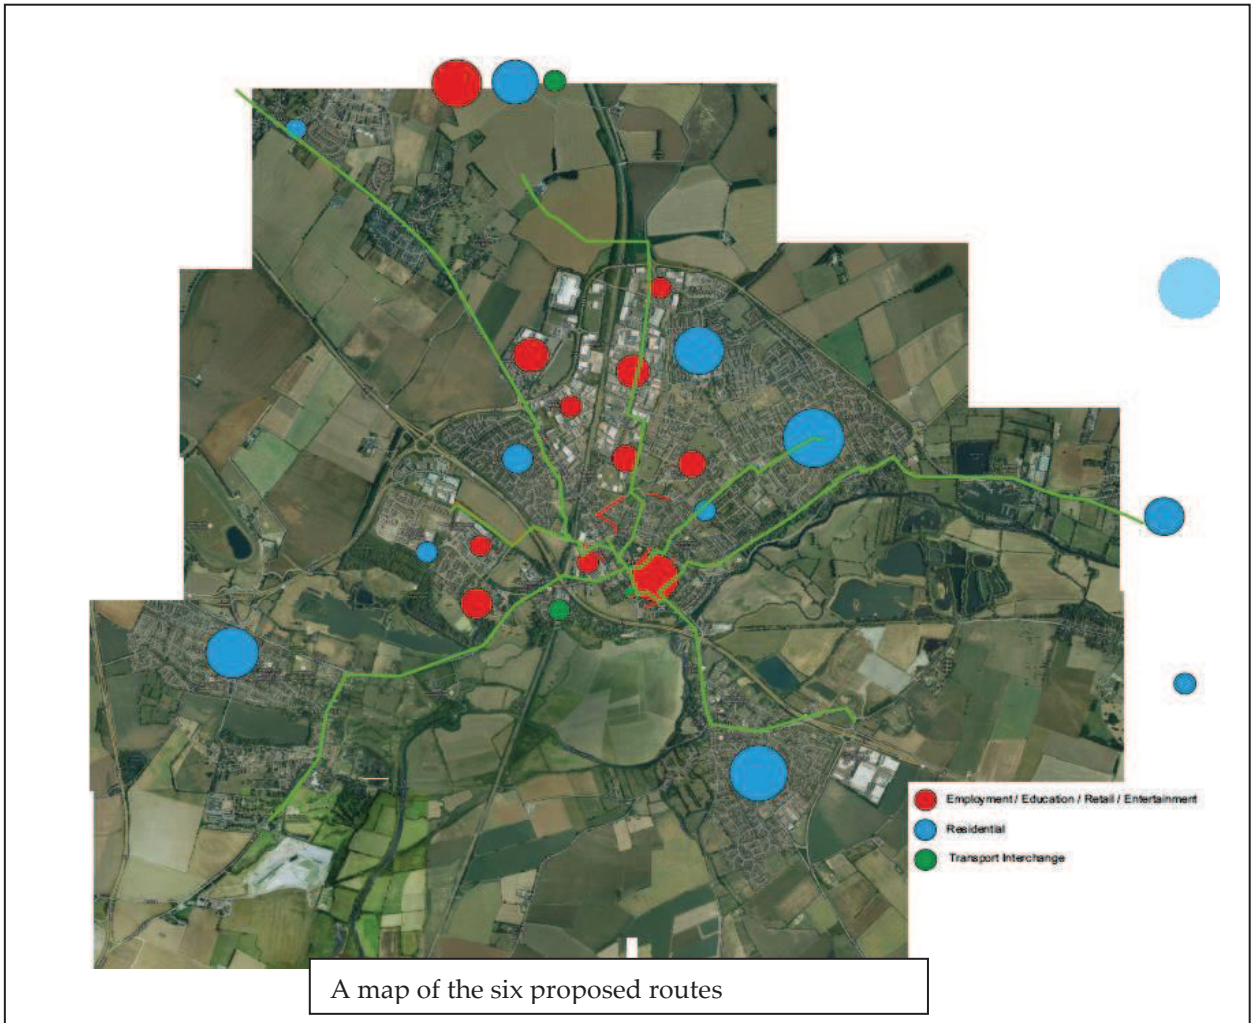 Employment / Education / Retail / Entertainment
Residential
Transport Interchange
A map of the six proposed routes